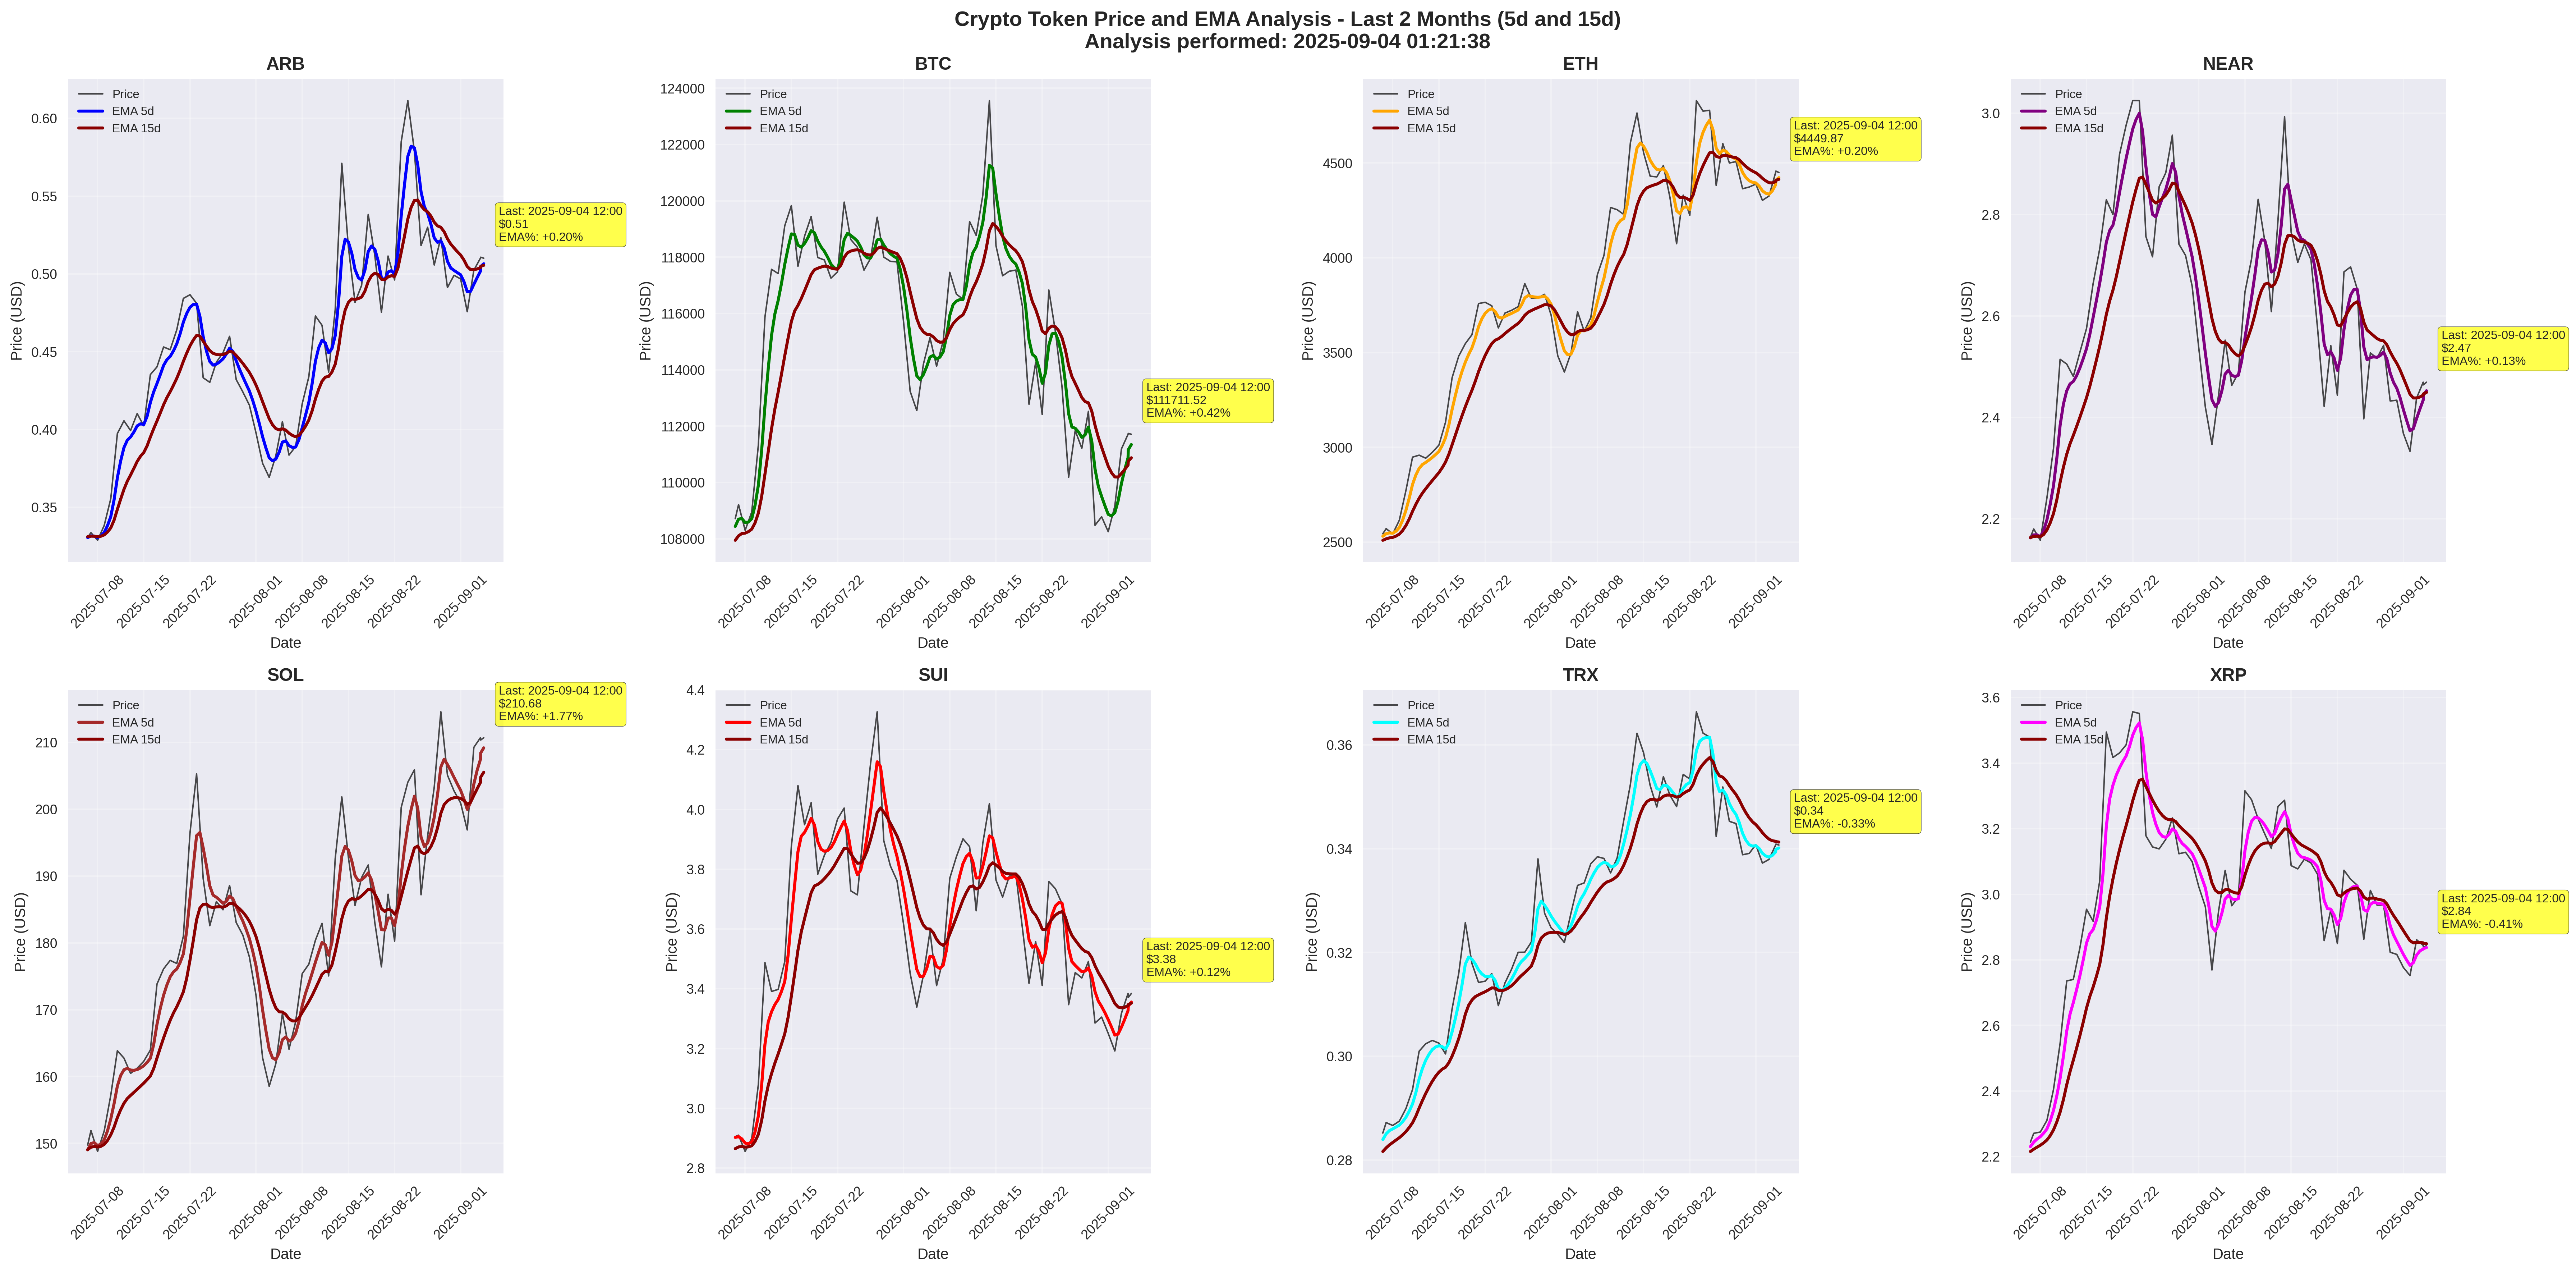 Crypto Token Price and EMA Analysis - Last 2 Months (5d and 15d)
Analysis performed: 2025-09-04 01:21:38
ARB
Price
EMA 5d
EMA 15d
0.60
0.55
0.50
0.45
0.40
0.35
Price (USD)
Last: 2025-09-04 12:00
$0.51
EMA%: +0.20%
2025-07-08
2025-07-15
2025-07-22
2025-08-01
2025-08-08
2025-08-15
2025-08-22
2025-09-01
Date
BTC
Price
EMA 5d
EMA 15d
124000
122000
120000
118000
116000
114000
112000
110000
108000
Price (USD)
Last: 2025-09-04 12:00
$111711.52
EMA%: +0.42%
2025-07-08
2025-07-15
2025-07-22
2025-08-01
2025-08-08
2025-08-15
2025-08-22
2025-09-01
Date
ETH
Price
EMA 5d
EMA 15d
4500
4000
3500
3000
2500
Price (USD)
Last: 2025-09-04 12:00
$4449.87
EMA%: +0.20%
2025-07-08
2025-07-15
2025-07-22
2025-08-01
2025-08-08
2025-08-15
2025-08-22
2025-09-01
Date
NEAR
Price
EMA 5d
EMA 15d
3.0
2.8
2.6
2.4
2.2
Price (USD)
Last: 2025-09-04 12:00
$2.47
EMA%: +0.13%
2025-07-08
2025-07-15
2025-07-22
2025-08-01
2025-08-08
2025-08-15
2025-08-22
2025-09-01
Date
SOL
Price
EMA 5d
EMA 15d
210
200
190
180
170
160
150
Price (USD)
Last: 2025-09-04 12:00
$210.68
EMA%: +1.77%
2025-07-08
2025-07-15
2025-07-22
2025-08-01
2025-08-08
2025-08-15
2025-08-22
2025-09-01
Date
SUI
Price
EMA 5d
EMA 15d
4.4
4.2
4.0
3.8
3.6
3.4
3.2
3.0
2.8
Price (USD)
Last: 2025-09-04 12:00
$3.38
EMA%: +0.12%
2025-07-08
2025-07-15
2025-07-22
2025-08-01
2025-08-08
2025-08-15
2025-08-22
2025-09-01
Date
TRX
Price
EMA 5d
EMA 15d
0.36
0.34
0.32
0.30
0.28
Price (USD)
Last: 2025-09-04 12:00
$0.34
EMA%: -0.33%
2025-07-08
2025-07-15
2025-07-22
2025-08-01
2025-08-08
2025-08-15
2025-08-22
2025-09-01
Date
XRP
Price
EMA 5d
EMA 15d
3.6
3.4
3.2
3.0
2.8
2.6
2.4
2.2
Price (USD)
Last: 2025-09-04 12:00
$2.84
EMA%: -0.41%
2025-07-08
2025-07-15
2025-07-22
2025-08-01
2025-08-08
2025-08-15
2025-08-22
2025-09-01
Date